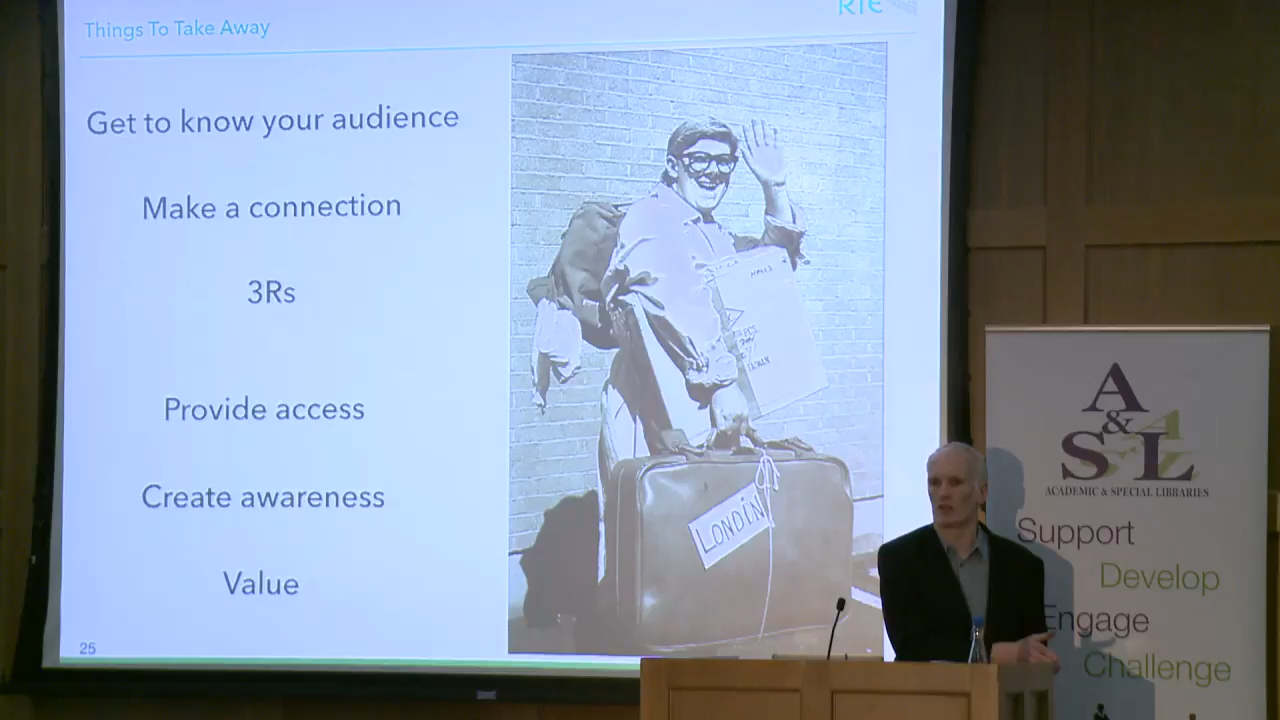 Things To Take Away
RTÉ
Get to know your audience
Make a connection
3Rs
Provide access
Create awareness
Value
25
LONDIN
A
&
SL
ACADEMIC & SPECIAL LIBRARIES
Support
Develop
Engage
Challenge